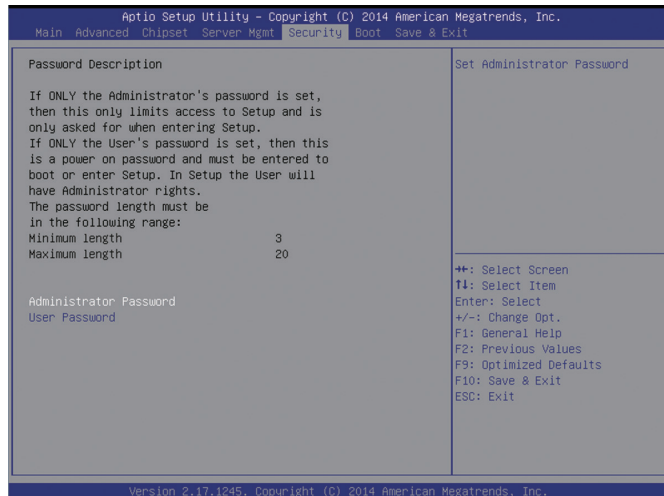 Aptio Setup Utility – Copyright (C) 2014 American Megatrends, Inc.
Main Advanced Chipset Server Mgmt Security Boot Save & Exit
Password Description
If ONLY the Administrator's password is set,
then this only limits access to Setup and is
only asked for when entering Setup.
If ONLY the User's password is set, then this
is a power on password and must be entered to
boot or enter Setup. In Setup the User will
have Administrator rights.
The password length must be
in the following range:
Minimum length 3
Maximum length 20
Administrator Password
User Password
Set Administrator Password
→←: Select Screen
↑↓: Select Item
Enter: Select
+/-: Change Opt.
F1: General Help
F2: Previous Values
F9: Optimized Defaults
F10: Save & Exit
ESC: Exit
Version 2.17.1245. Copyright (C) 2014 American Megatrends, Inc.